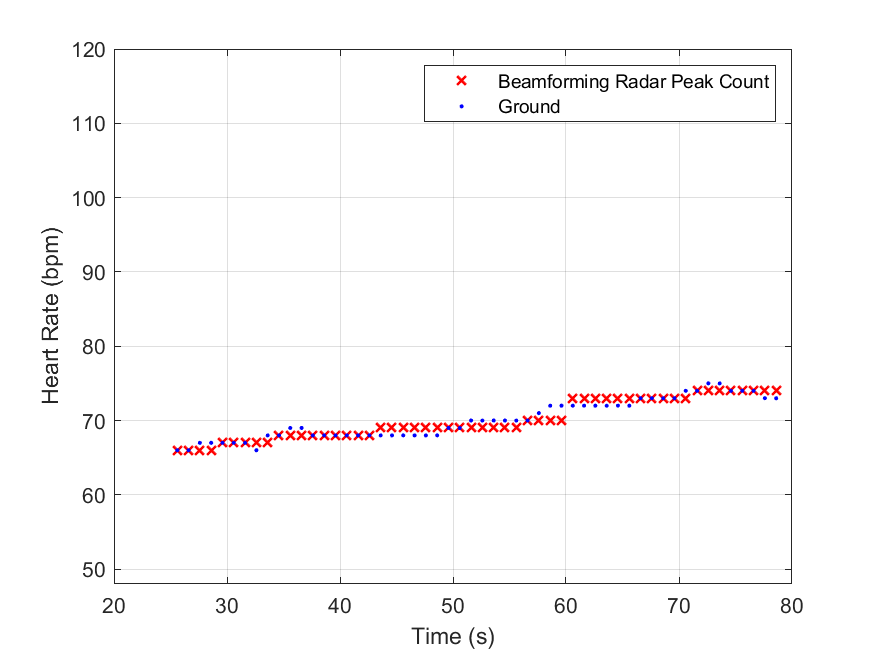 120
110
100
90
80
70
60
50
Heart Rate (bpm)
Beamforming Radar Peak Count
Ground
20 30 40 50 60 70 80
Time (s)